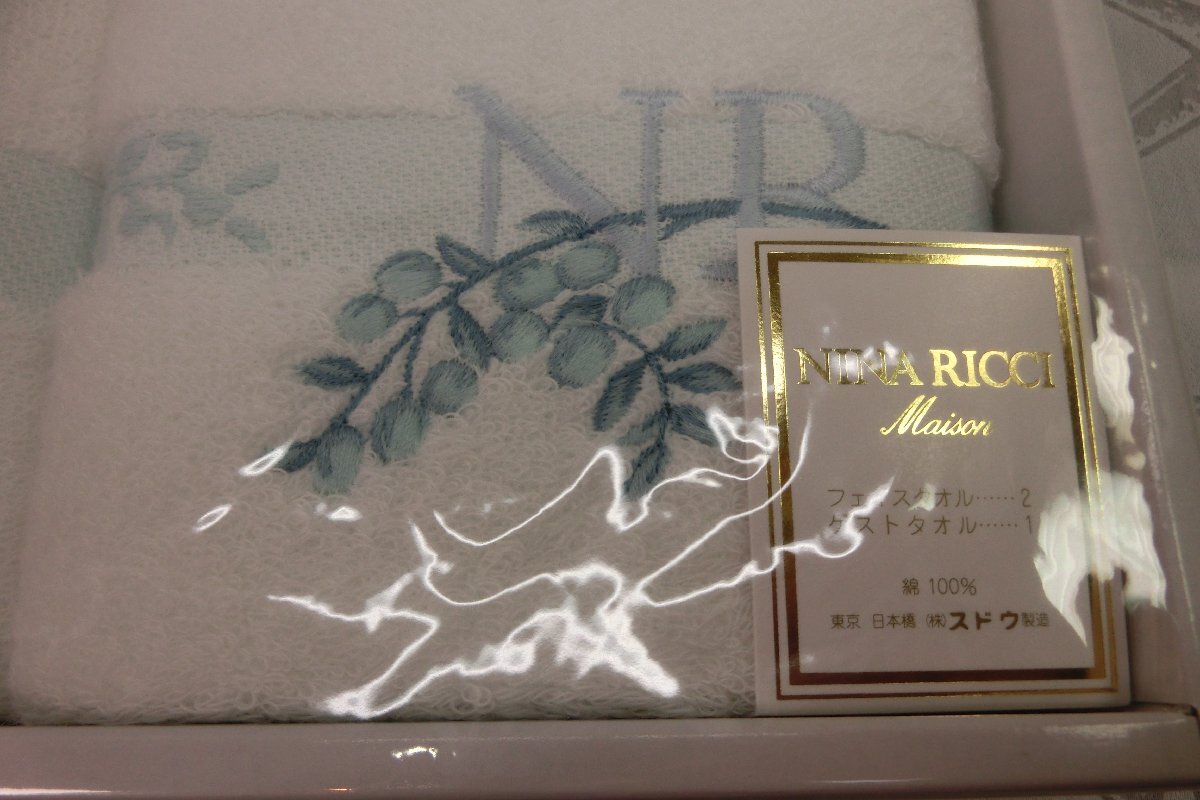 NR
NINA RICCI
Maison
フェイスタオル……2
ゲストタオル……1
綿 100%
東京 日本橋 (株)スドウ製造